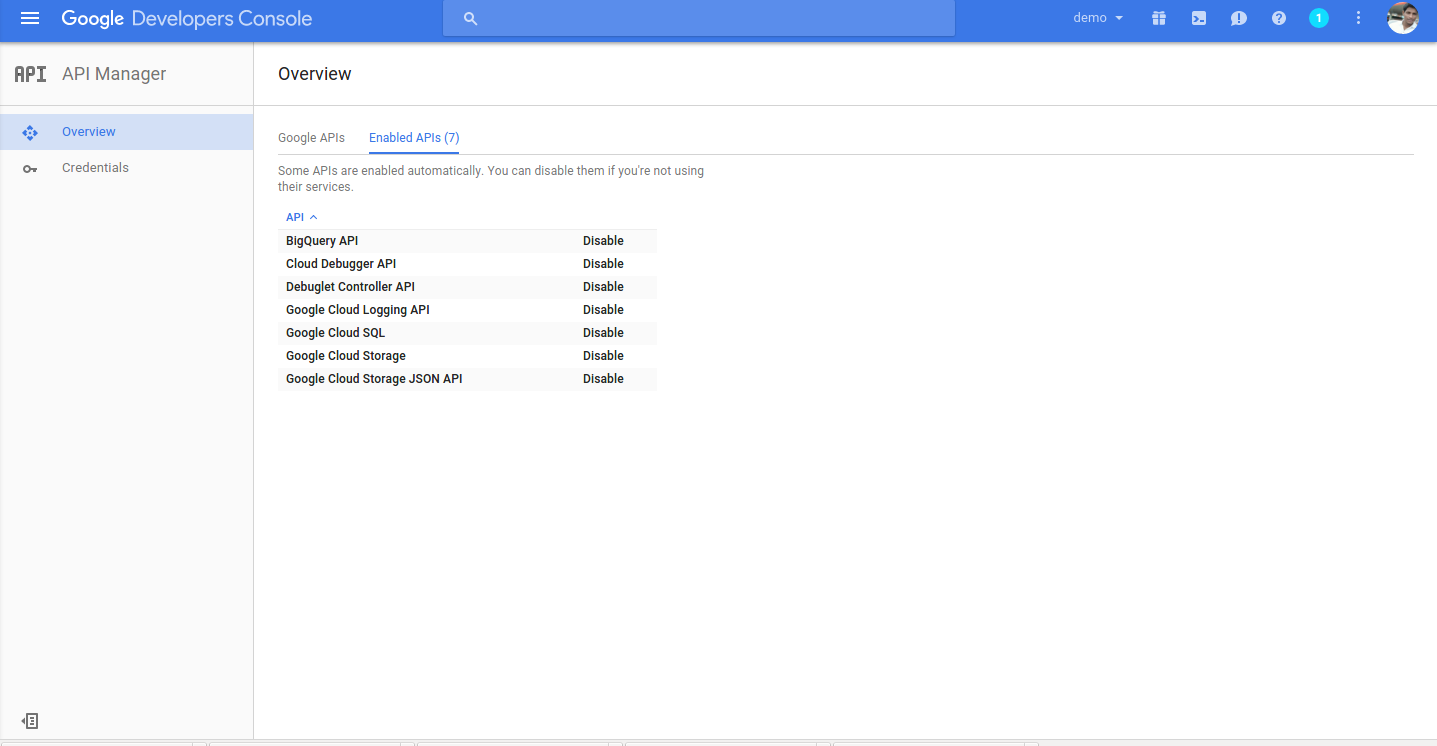 Google Developers Console
demo
1
API API Manager
Overview
Overview
Credentials
Google APIs
Enabled APIs (7)
Some APIs are enabled automatically. You can disable them if you're not using
their services.
API
BigQuery API Disable
Cloud Debugger API Disable
Debuglet Controller API Disable
Google Cloud Logging API Disable
Google Cloud SQL Disable
Google Cloud Storage Disable
Google Cloud Storage JSON API Disable